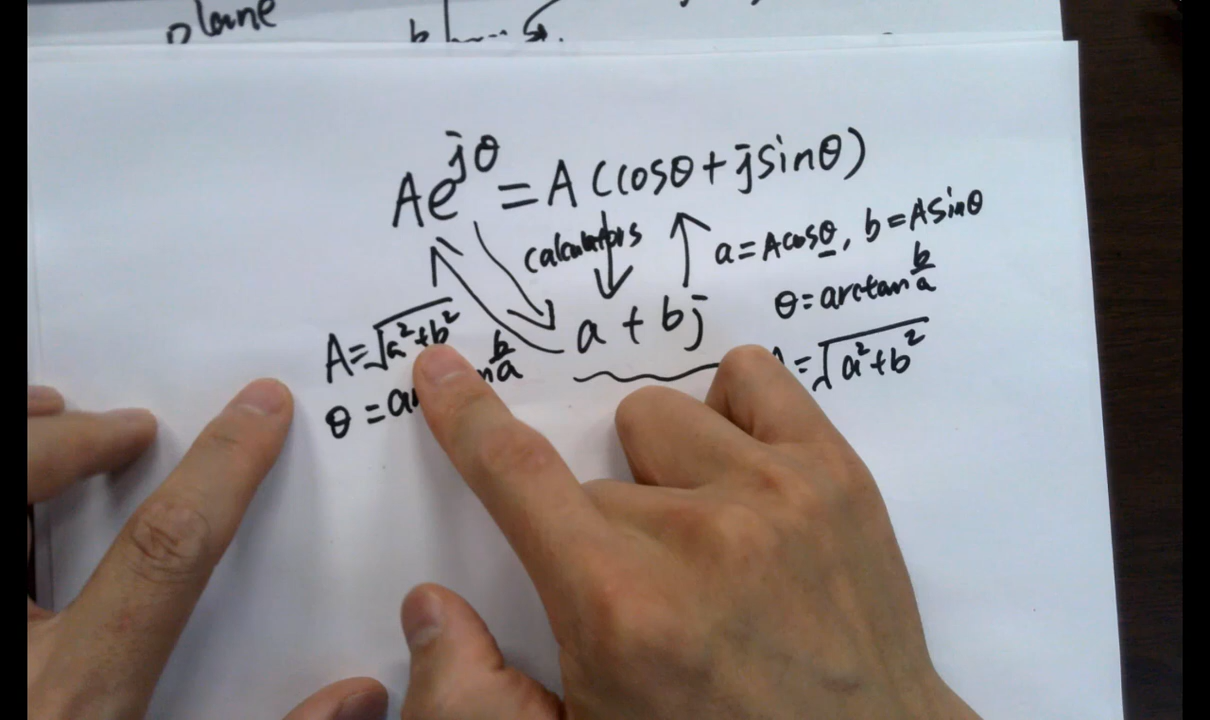 plane b
Ae^{jθ} = A (cosθ + jsinθ)
calculators
a = Acosθ, b = Asinθ
θ = arctan b/a
a + bj
A = √(a²+b²)
= √(a²+b²)
θ = a b/a